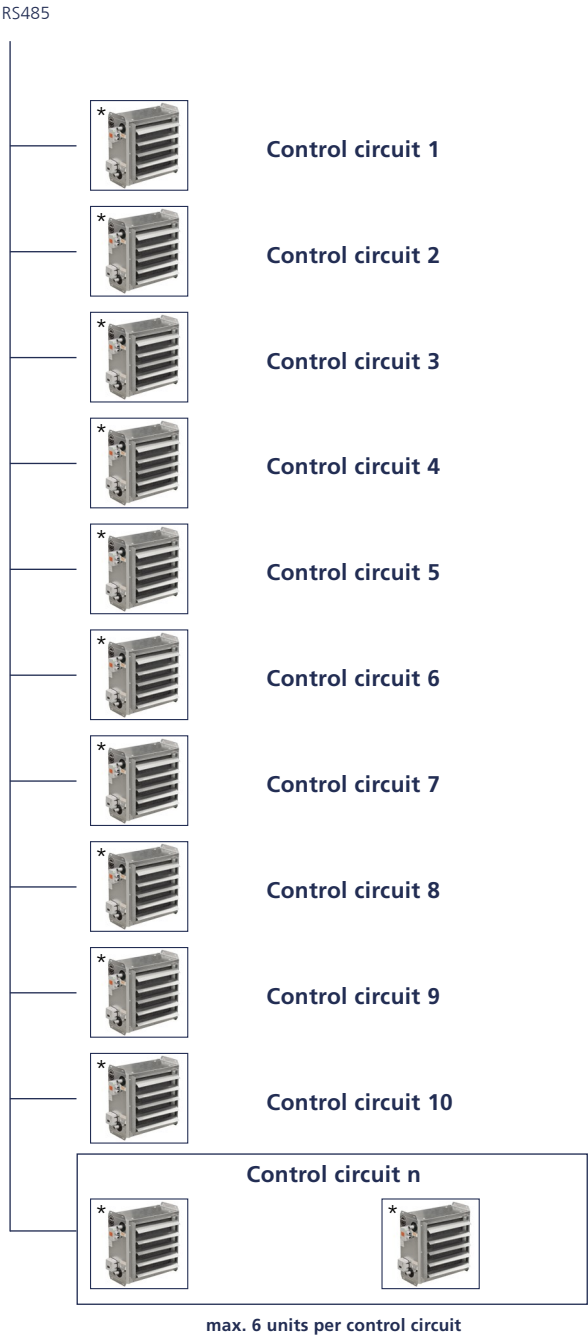 RS485
*
Control circuit 1
*
Control circuit 2
*
Control circuit 3
*
Control circuit 4
*
Control circuit 5
*
Control circuit 6
*
Control circuit 7
*
Control circuit 8
*
Control circuit 9
*
Control circuit 10
Control circuit n
* *
max. 6 units per control circuit